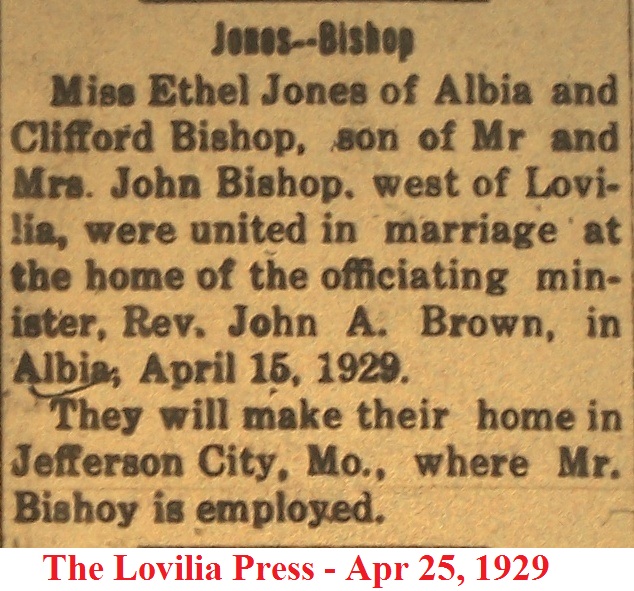 Jones--Bishop
Miss Ethel Jones of Albia and
Clifford Bishop, son of Mr and
Mrs. John Bishop. west of Lovi-
lia, were united in marriage at
the home of the officiating min-
ister, Rev. John A. Brown, in
Albia, April 15, 1929.
They will make their home in
Jefferson City, Mo., where Mr.
Bishoy is employed.
The Lovilia Press - Apr 25, 1929